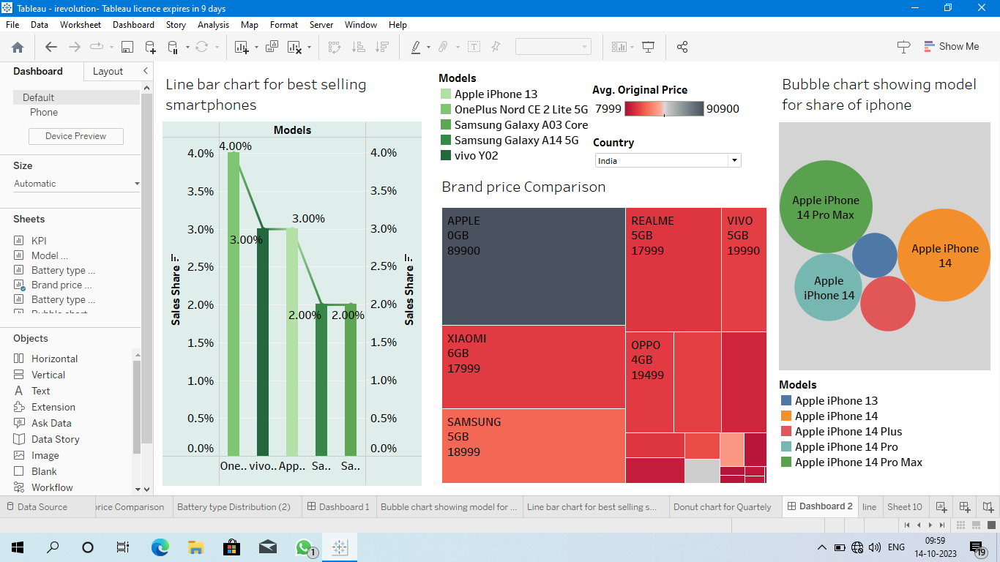 Tableau - irevolution- Tableau licence expires in 9 days
File Data Worksheet Dashboard Story Analysis Map Format Server Window Help
Show Me
Dashboard Layout
Default
Phone
Device Preview
Size
Automatic
Sheets
KPI
Model ...
Battery type ...
Brand price ...
Battery type ...
Objects
Horizontal
Vertical
Text
Extension
Ask Data
Data Story
Image
Blank
Workflow
Line bar chart for best selling
smartphones
Models
4.00%
3.00%
3.00%
2.00%
2.00%
4.0%
3.5%
3.0%
2.5%
2.0%
1.5%
1.0%
0.5%
0.0%
Sales Share
4.0%
3.5%
3.0%
2.5%
2.0%
1.5%
1.0%
0.5%
0.0%
Sales Share
One.. vivo.. App.. Sa.. Sa..
Models
Apple iPhone 13
OnePlus Nord CE 2 Lite 5G
Samsung Galaxy A03 Core
Samsung Galaxy A14 5G
vivo Y02
Avg. Original Price
7999 90900
Country
India
Brand price Comparison
APPLE
0GB
89900
XIAOMI
6GB
17999
SAMSUNG
5GB
18999
REALME
5GB
17999
VIVO
5GB
19990
OPPO
4GB
19499
Bubble chart showing model
for share of iphone
Apple iPhone
14 Pro Max
Apple iPhone
14
Apple
iPhone 14
Models
Apple iPhone 13
Apple iPhone 14
Apple iPhone 14 Plus
Apple iPhone 14 Pro
Apple iPhone 14 Pro Max
Data Source price Comparison Battery type Distribution (2) Dashboard 1 Bubble chart showing model for ... Line bar chart for best selling s... Donut chart for Quartely Dashboard 2 line Sheet 10
1
ENG
09:59
14-10-2023
19